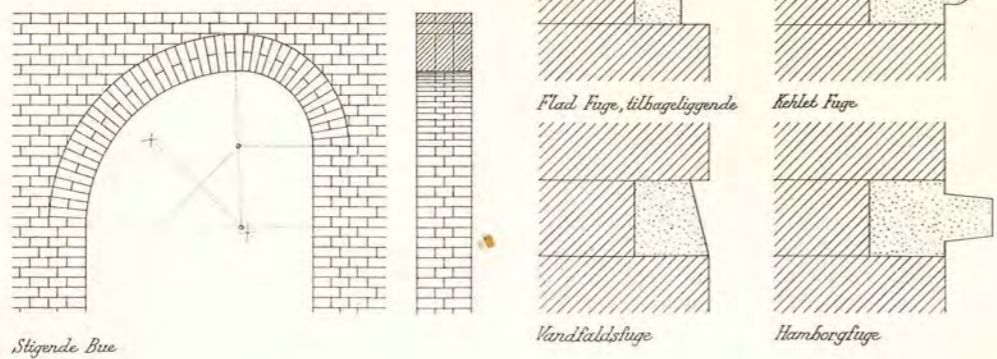 Flad Fuge, tilbageliggende
Kehlet Fuge
Stigende Bue
Vandfaldsfuge
Hamborgfuge